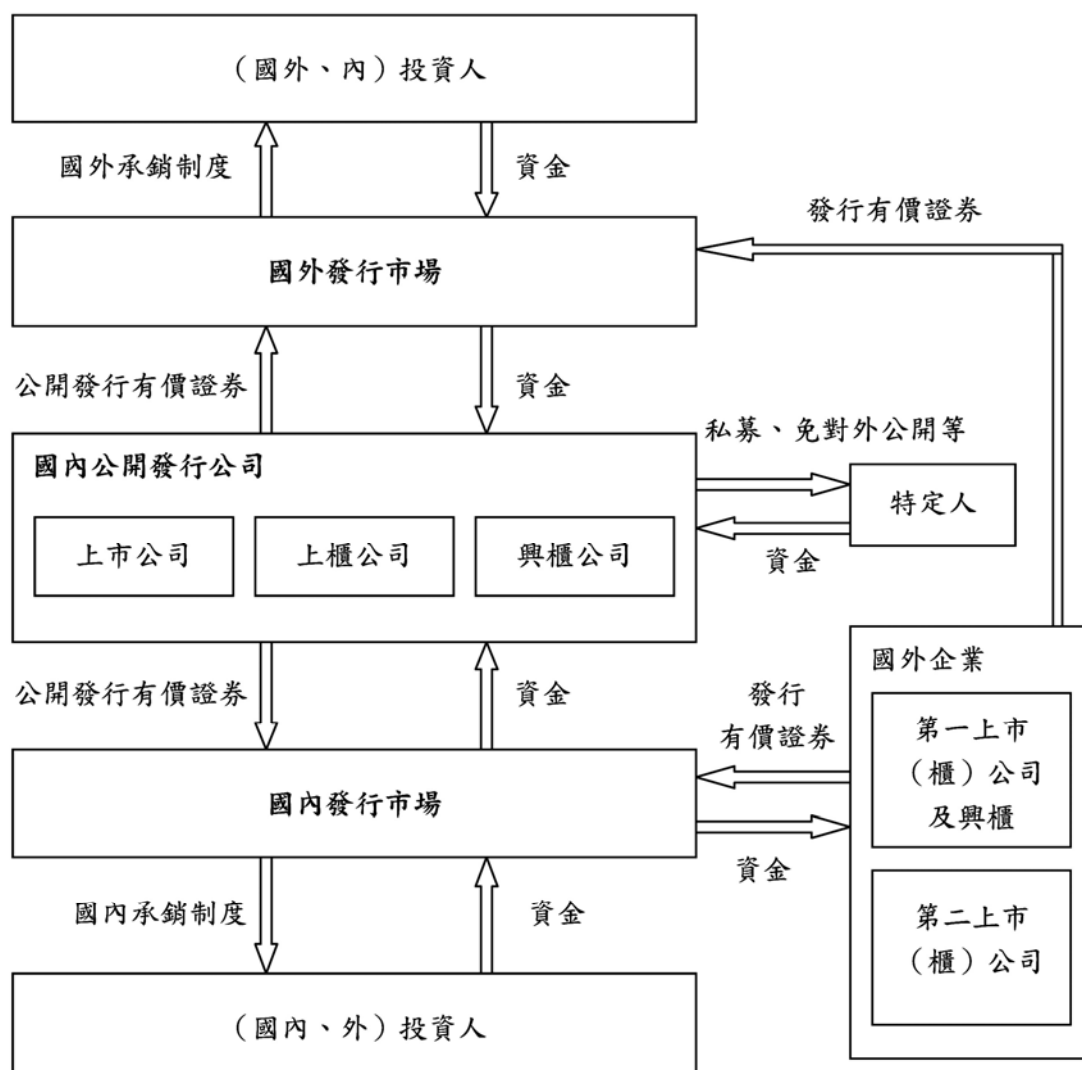 （國外、內）投資人
國外承銷制度
資金
發行有價證券
國外發行市場
公開發行有價證券
資金
私募、免對外公開等
國內公開發行公司
特定人
上市公司
上櫃公司
興櫃公司
資金
國外企業
公開發行有價證券
資金
發行
有價證券
第一上市
（櫃）公司
及興櫃
國內發行市場
資金
國內承銷制度
資金
第二上市
（櫃）公司
（國內、外）投資人